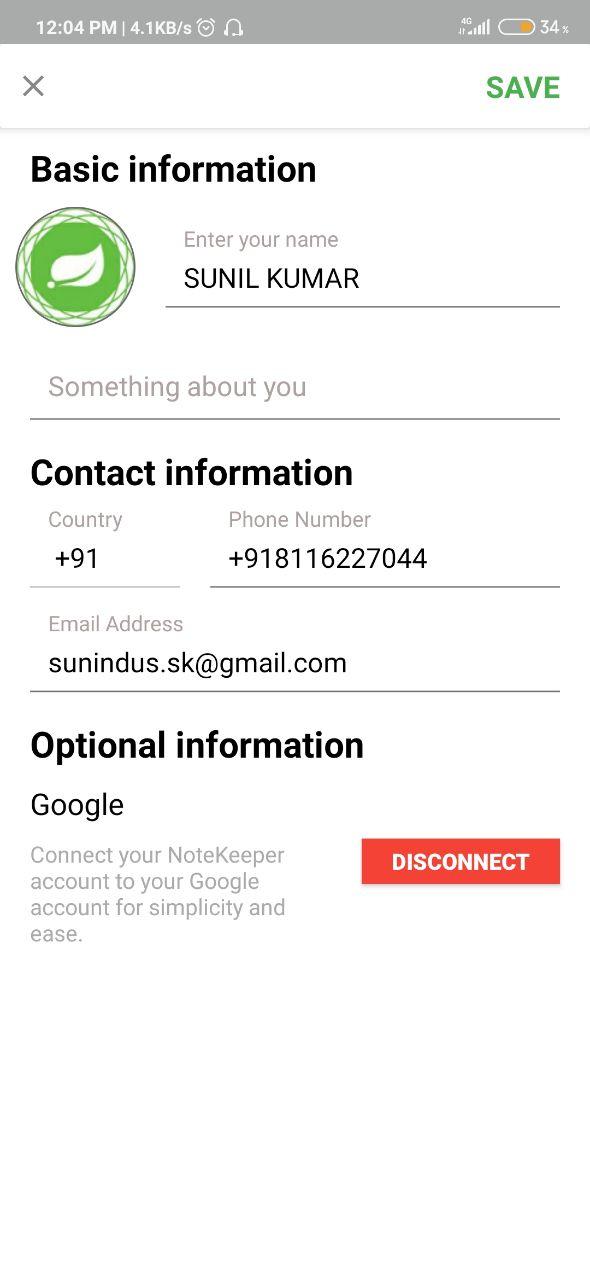 12:04 PM | 4.1KB/s 4G 34%
SAVE
Basic information
Enter your name
SUNIL KUMAR
Something about you
Contact information
Country Phone Number
+91 +918116227044
Email Address
sunindus.sk@gmail.com
Optional information
Google
Connect your NoteKeeper
account to your Google
account for simplicity and
ease.
DISCONNECT